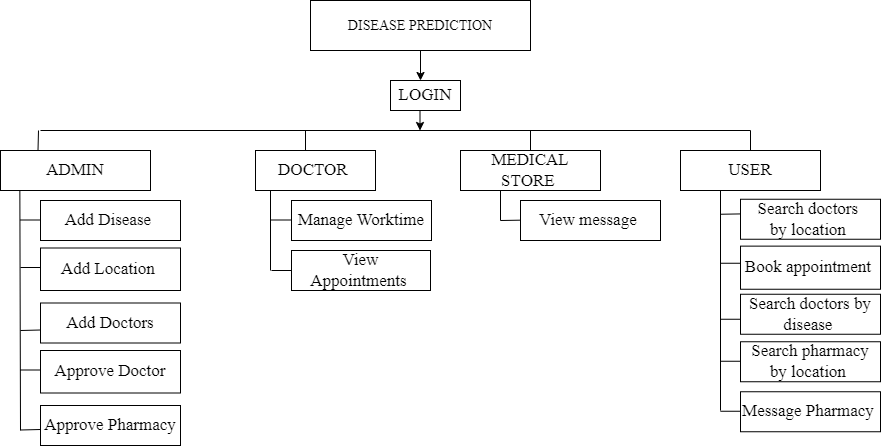 DISEASE PREDICTION
LOGIN
ADMIN
DOCTOR
MEDICAL
STORE
USER
Add Disease
Add Location
Add Doctors
Approve Doctor
Approve Pharmacy
Manage Worktime
View
Appointments
View message
Search doctors
by location
Book appointment
Search doctors by
disease
Search pharmacy
by location
Message Pharmacy